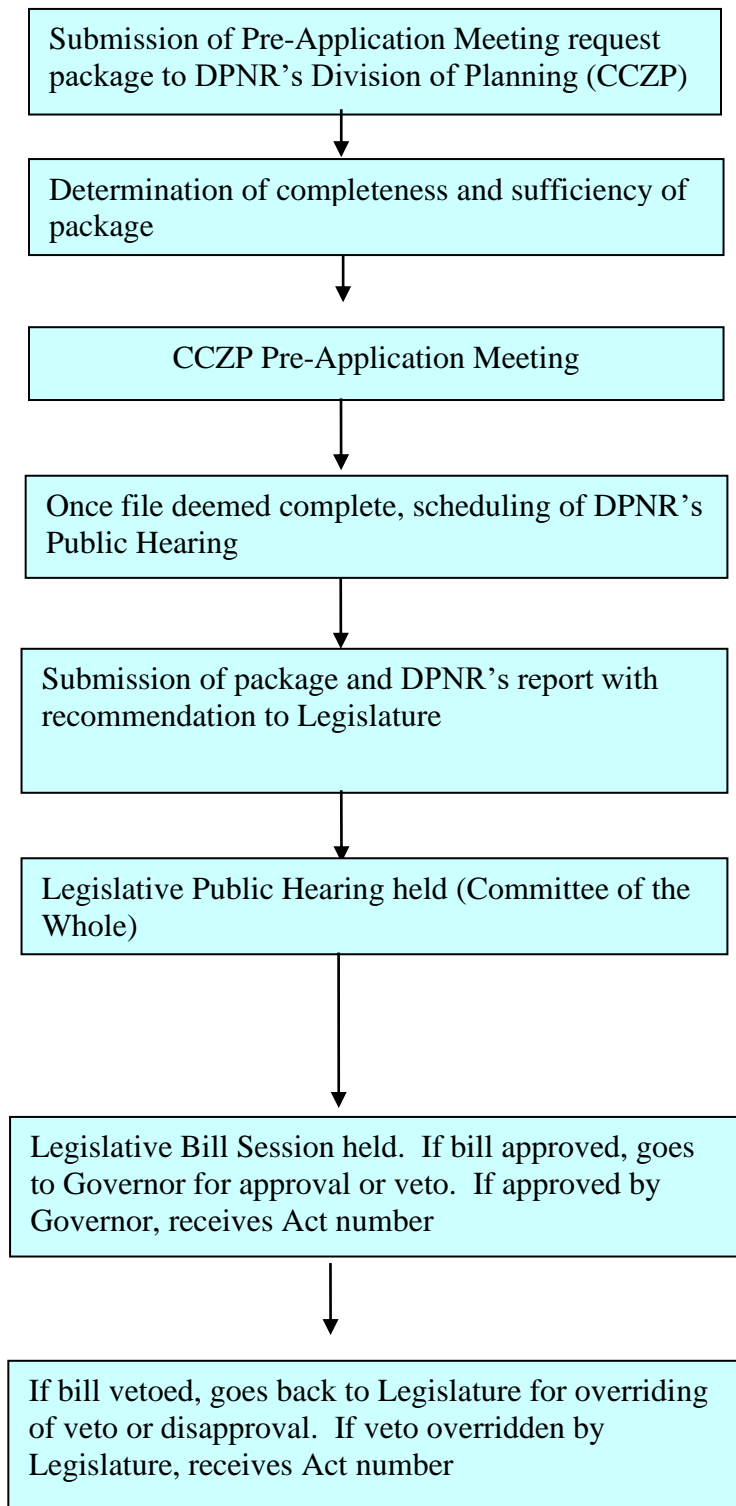 Submission of Pre-Application Meeting request
package to DPNR’s Division of Planning (CCZP)
Determination of completeness and sufficiency of
package
CCZP Pre-Application Meeting
Once file deemed complete, scheduling of DPNR’s
Public Hearing
Submission of package and DPNR’s report with
recommendation to Legislature
Legislative Public Hearing held (Committee of the
Whole)
Legislative Bill Session held.  If bill approved, goes
to Governor for approval or veto.  If approved by
Governor, receives Act number
If bill vetoed, goes back to Legislature for overriding
of veto or disapproval.  If veto overridden by
Legislature, receives Act number